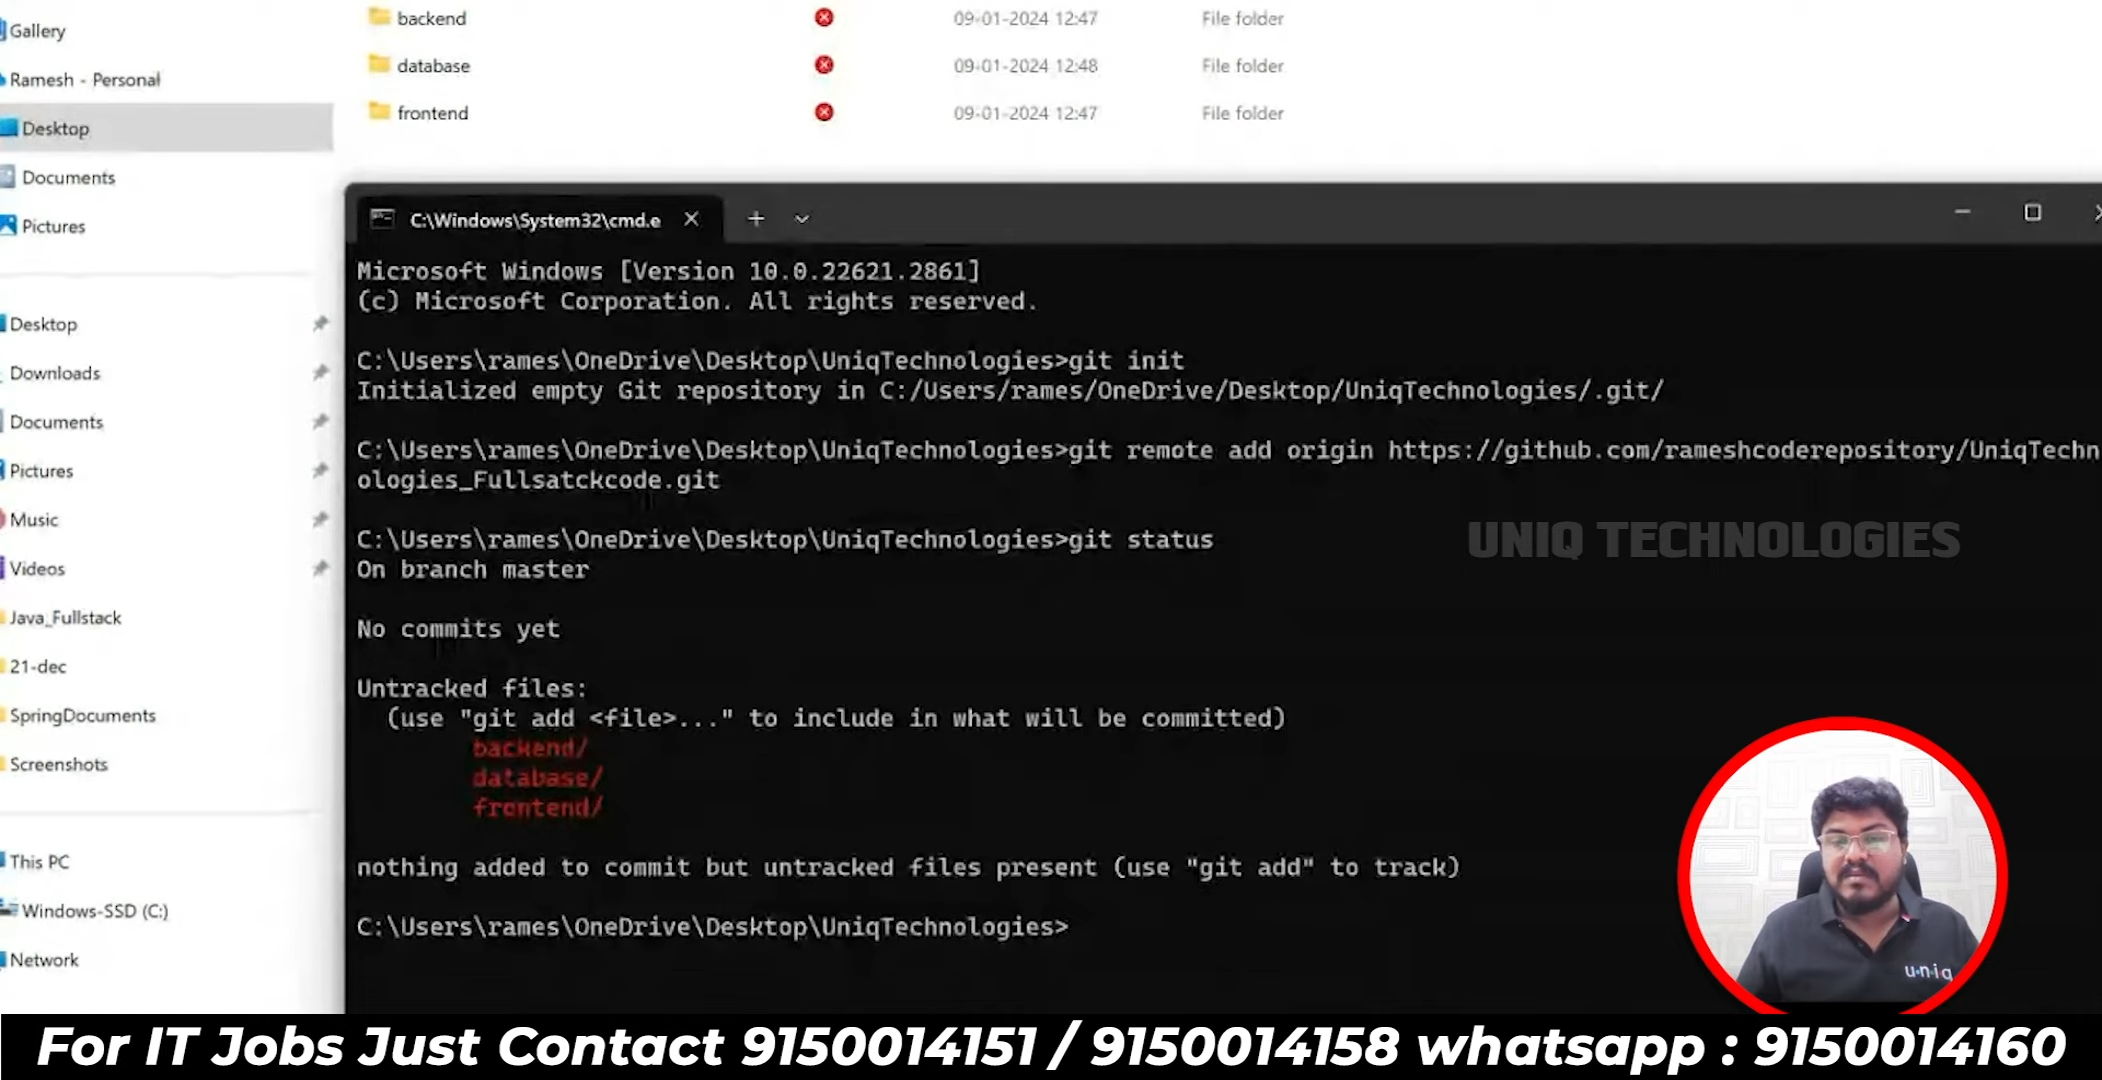 Gallery
Ramesh - Personal
Desktop
Documents
Pictures
Desktop
Downloads
Documents
Pictures
Music
Videos
Java_Fullstack
21-dec
SpringDocuments
Screenshots
This PC
Windows-SSD (C:)
Network
backend 09-01-2024 12:47 File folder
database 09-01-2024 12:48 File folder
frontend 09-01-2024 12:47 File folder
C:\Windows\System32\cmd.e
Microsoft Windows [Version 10.0.22621.2861]
(c) Microsoft Corporation. All rights reserved.
C:\Users\rames\OneDrive\Desktop\UniqTechnologies>git init
Initialized empty Git repository in C:/Users/rames/OneDrive/Desktop/UniqTechnologies/.git/
C:\Users\rames\OneDrive\Desktop\UniqTechnologies>git remote add origin https://github.com/rameshcoderepository/UniqTechn
ologies_Fullsatckcode.git
C:\Users\rames\OneDrive\Desktop\UniqTechnologies>git status
On branch master
UNIQ TECHNOLOGIES
No commits yet
Untracked files:
(use "git add <file>..." to include in what will be committed)
backend/
database/
frontend/
nothing added to commit but untracked files present (use "git add" to track)
C:\Users\rames\OneDrive\Desktop\UniqTechnologies>
uniq
For IT Jobs Just Contact 9150014151 / 9150014158 whatsapp : 9150014160